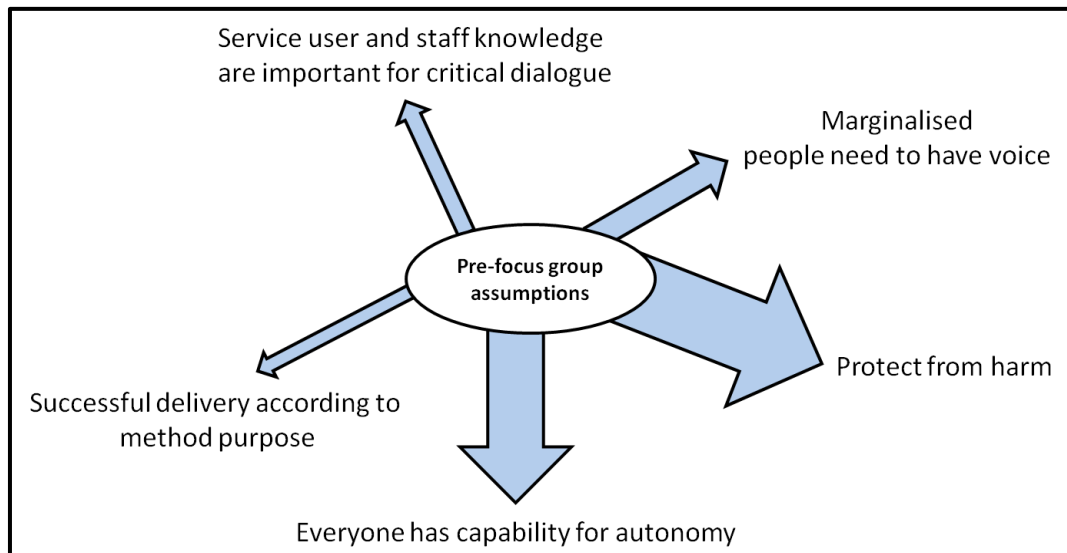 Service user and staff knowledge
are important for critical dialogue
Marginalised
people need to have voice
Pre-focus group
assumptions
Protect from harm
Successful delivery according to
method purpose
Everyone has capability for autonomy